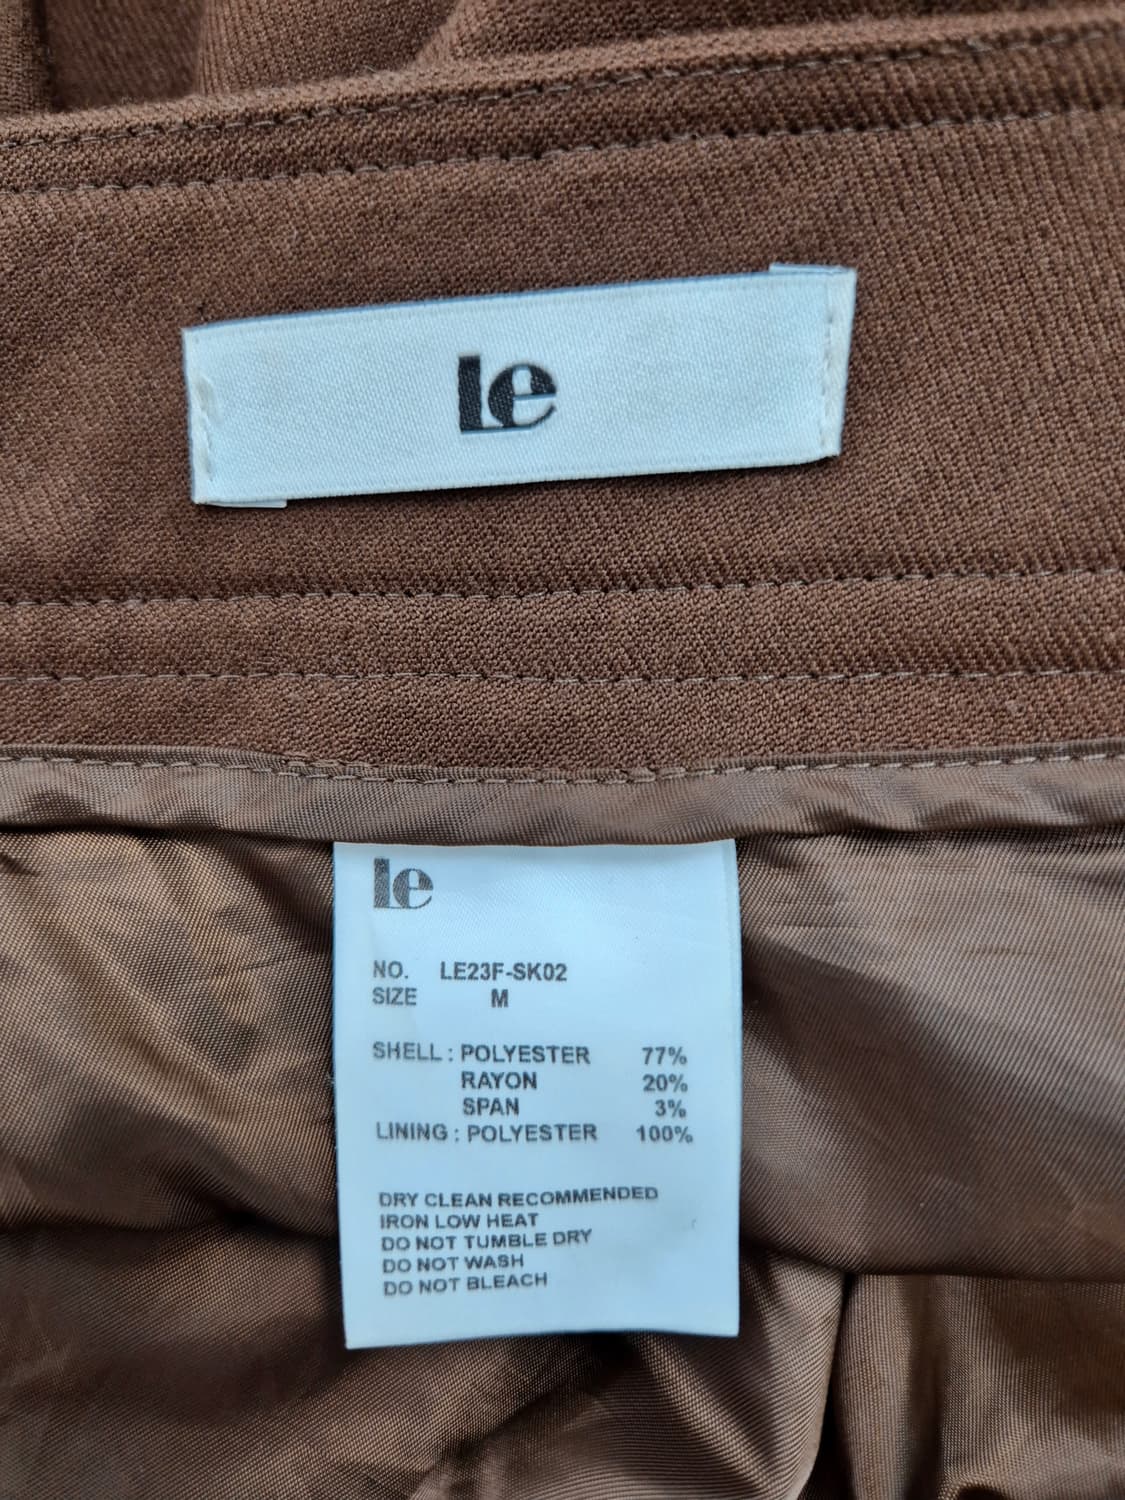 le
le
NO. LE23F-SK02
SIZE M
SHELL : POLYESTER 77%
RAYON 20%
SPAN 3%
LINING : POLYESTER 100%
DRY CLEAN RECOMMENDED
IRON LOW HEAT
DO NOT TUMBLE DRY
DO NOT WASH
DO NOT BLEACH